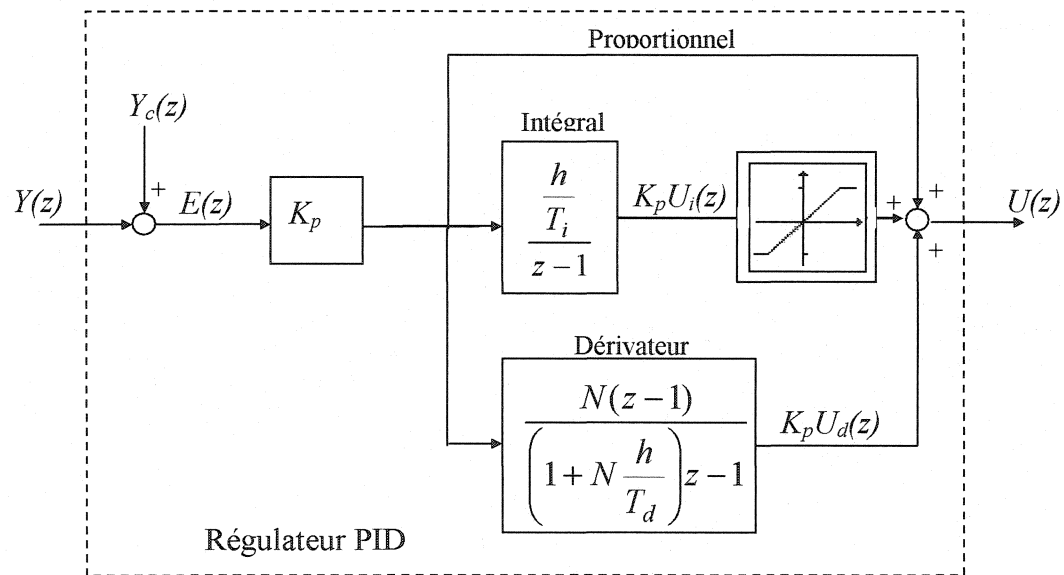 Proportionnel
Y_c(z)
+
Intégral
Y(z)
E(z)
K_p
h
T_i
z − 1
K_pU_i(z)
+
+
U(z)
+
Dérivateur
N(z − 1)
(1 + N h/T_d) z − 1
K_pU_d(z)
Régulateur PID